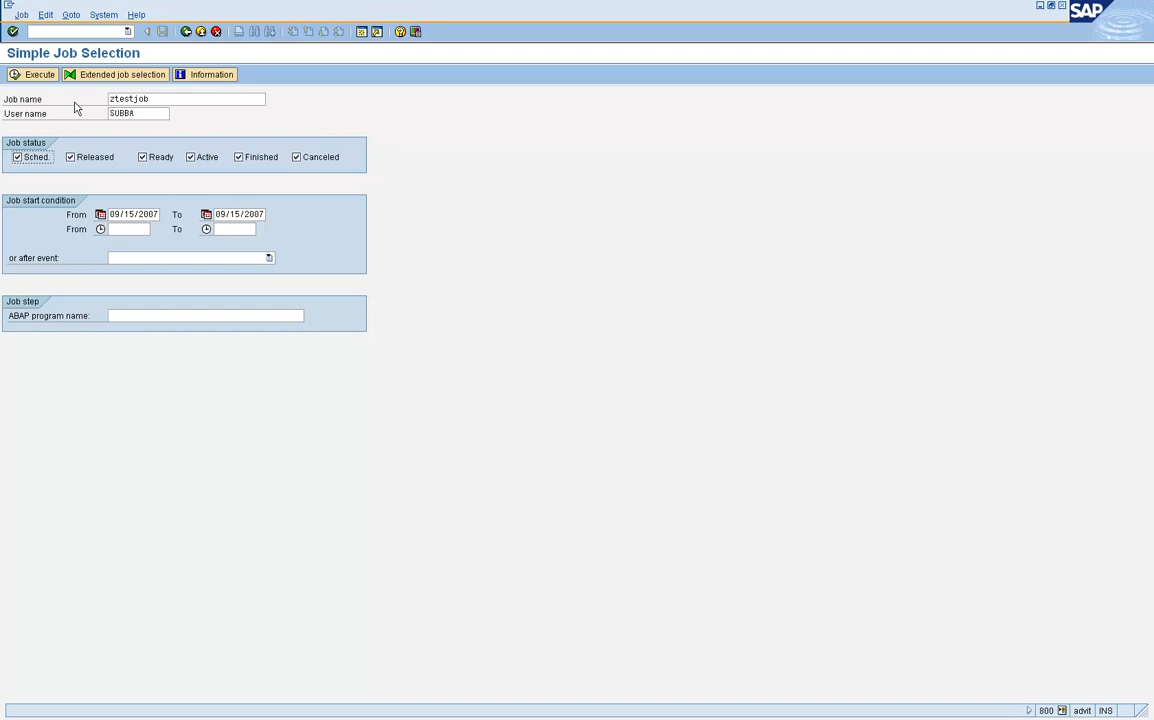 Job Edit Goto System Help
SAP
Simple Job Selection
Execute Extended job selection Information
Job name ztestjob
User name SUBBA
Job status
Sched. Released Ready Active Finished Canceled
Job start condition
From 09/15/2007 To 09/15/2007
From To
or after event:
Job step
ABAP program name:
800 advit INS